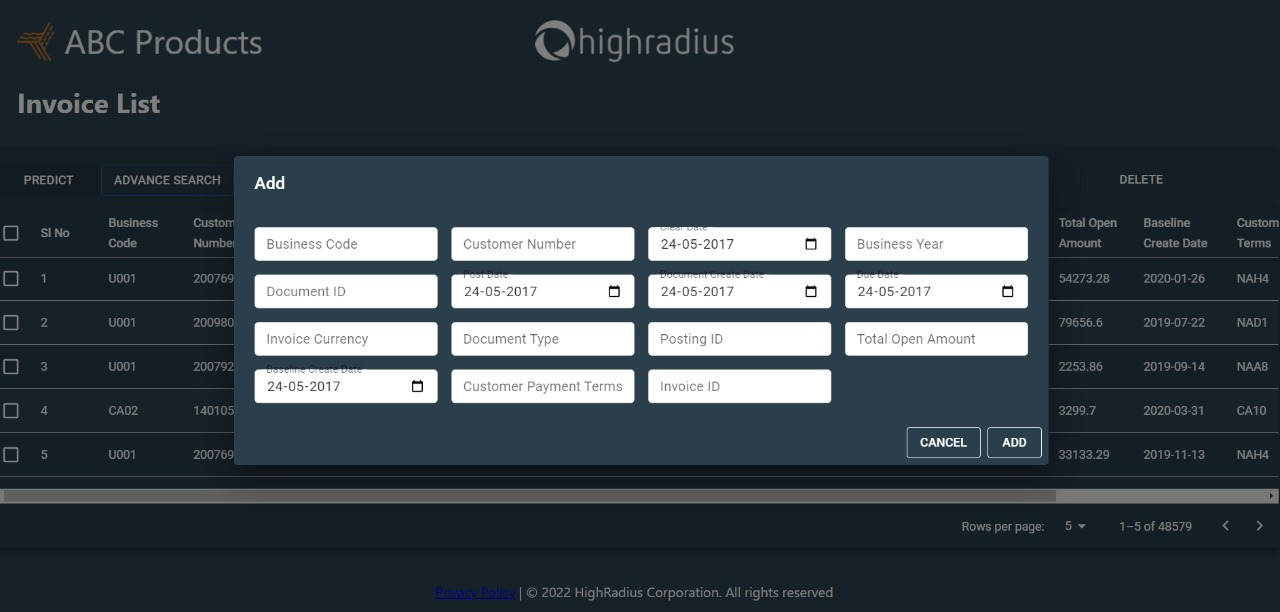 ABC Products
highradius
Invoice List
PREDICT ADVANCE SEARCH DELETE
Add
Sl No Business Code Custom Number Total Open Amount Baseline Create Date Custom Terms
Business Code Customer Number Clear Date 24-05-2017 Business Year
Document ID Post Date 24-05-2017 Document Create Date 24-05-2017 Due Date 24-05-2017
Invoice Currency Document Type Posting ID Total Open Amount
Baseline Create Date 24-05-2017 Customer Payment Terms Invoice ID
CANCEL ADD
1 U001 200769 54273.28 2020-01-26 NAH4
2 U001 200980 79656.6 2019-07-22 NAD1
3 U001 200792 2253.86 2019-09-14 NAA8
4 CA02 140105 3299.7 2020-03-31 CA10
5 U001 200769 33133.29 2019-11-13 NAH4
Rows per page: 5 1–5 of 48579
Privacy Policy | © 2022 HighRadius Corporation. All rights reserved